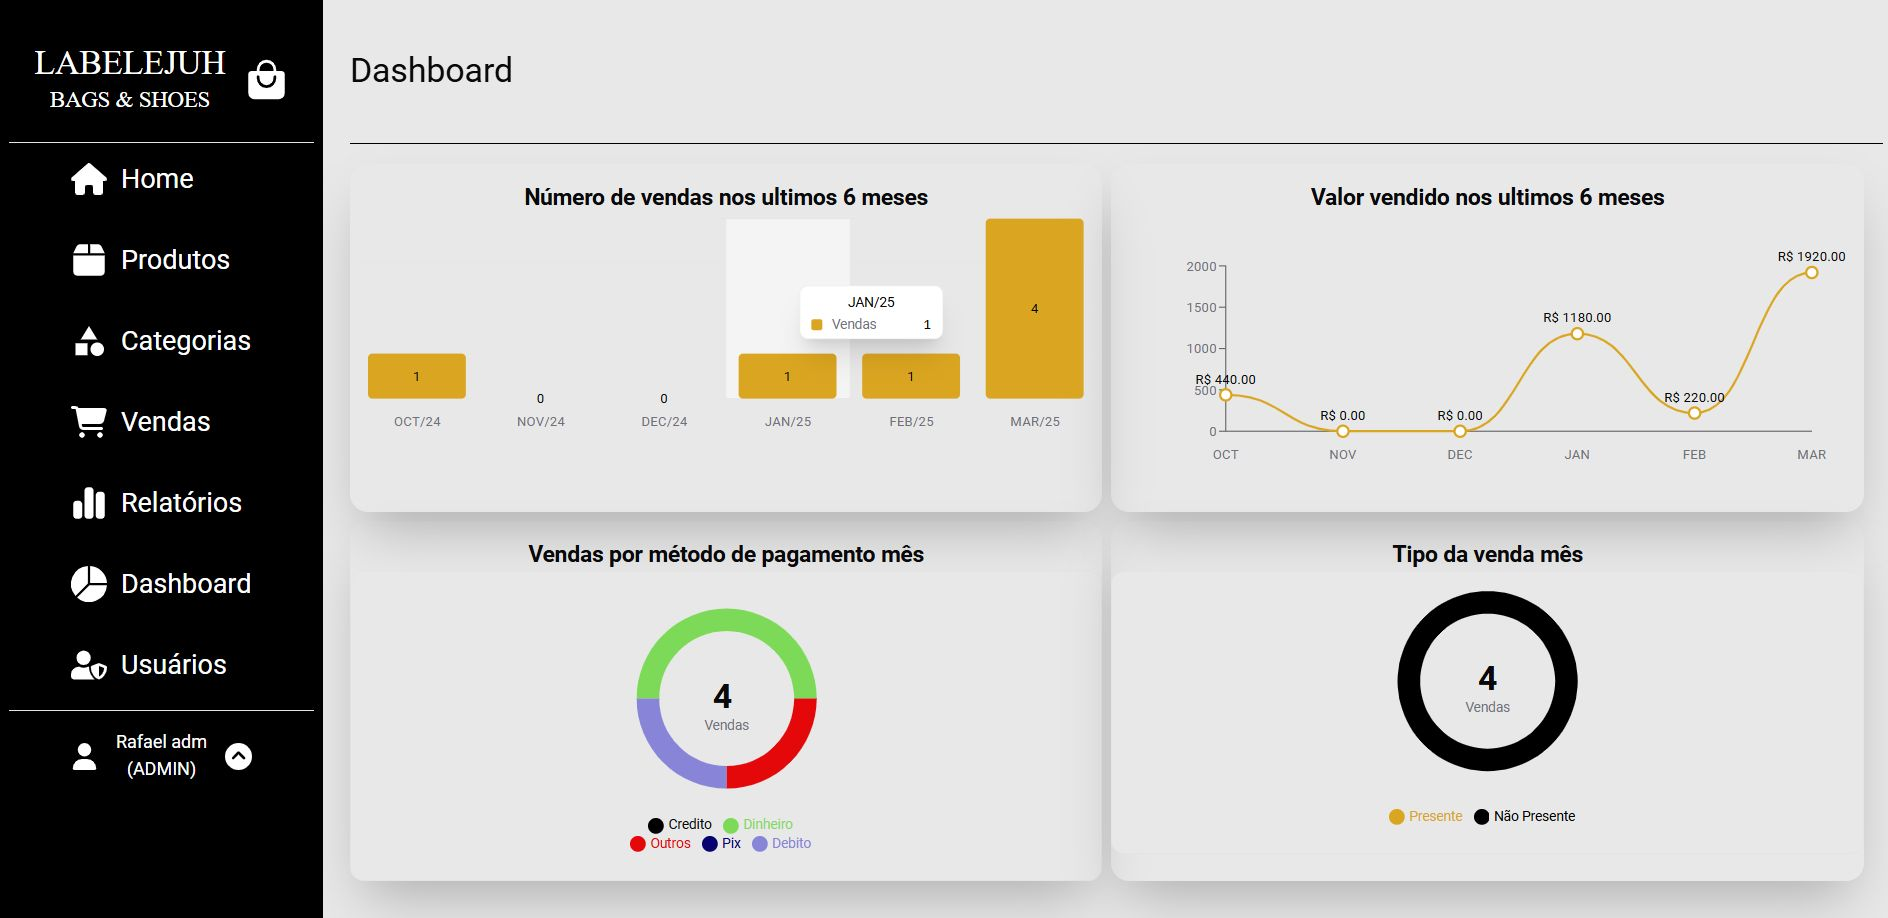 LABELEJUH
BAGS & SHOES
Home
Produtos
Categorias
Vendas
Relatórios
Dashboard
Usuários
Rafael adm
(ADMIN)
Dashboard
Número de vendas nos ultimos 6 meses
JAN/25
Vendas 1
4
1
0
0
1
1
OCT/24 NOV/24 DEC/24 JAN/25 FEB/25 MAR/25
Valor vendido nos ultimos 6 meses
R$ 1920.00
2000
1500
R$ 1180.00
1000
R$ 440.00
500
R$ 220.00
R$ 0.00 R$ 0.00
0
OCT NOV DEC JAN FEB MAR
Vendas por método de pagamento mês
4
Vendas
Credito Dinheiro
Outros Pix Debito
Tipo da venda mês
4
Vendas
Presente Não Presente